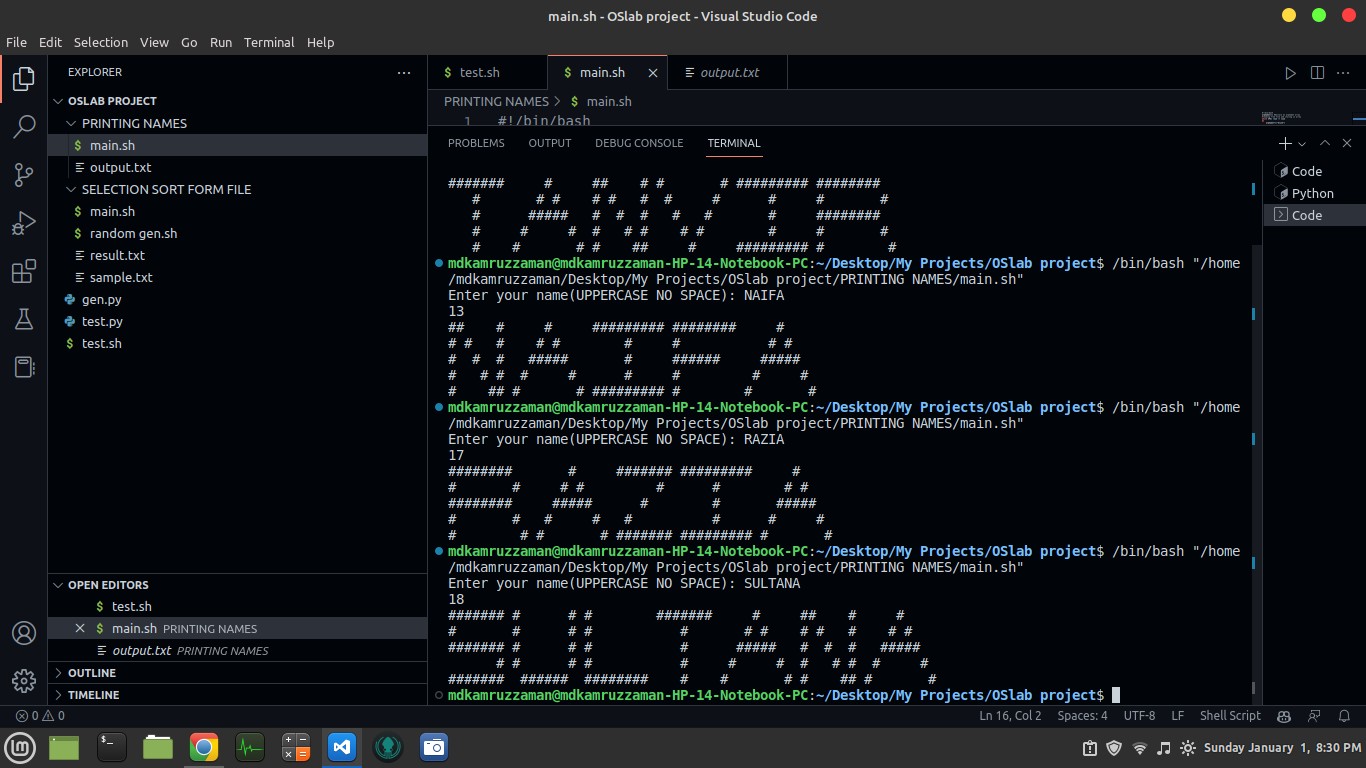 main.sh - OSlab project - Visual Studio Code
File Edit Selection View Go Run Terminal Help
EXPLORER
OSLAB PROJECT
PRINTING NAMES
$ main.sh
output.txt
SELECTION SORT FORM FILE
$ main.sh
$ random gen.sh
result.txt
sample.txt
gen.py
test.py
$ test.sh
OPEN EDITORS
$ test.sh
$ main.sh PRINTING NAMES
output.txt PRINTING NAMES
OUTLINE
TIMELINE
$ test.sh $ main.sh output.txt
PRINTING NAMES > $ main.sh
1 #!/bin/bash
PROBLEMS OUTPUT DEBUG CONSOLE TERMINAL
Code
Python
Code
#######     #     ##    # #       # ######### ########
   #       # #    # #   #  #     #      #     #       #
   #      #####   #  #  #   #   #       #     ########
   #     #     #  #   # #    # #        #     #       #
   #    #       # #    ##     #     ######### #        #
mdkamruzzaman@mdkamruzzaman-HP-14-Notebook-PC:~/Desktop/My Projects/OSlab project$ /bin/bash "/home
/mdkamruzzaman/Desktop/My Projects/OSlab project/PRINTING NAMES/main.sh"
Enter your name(UPPERCASE NO SPACE): NAIFA
13
##    #     #     ######### ########     #
# #   #    # #        #     #           # #
#  #  #   #####       #     ######     #####
#   # #  #     #      #     #         #     #
#    ## #       # ######### #        #       #
mdkamruzzaman@mdkamruzzaman-HP-14-Notebook-PC:~/Desktop/My Projects/OSlab project$ /bin/bash "/home
/mdkamruzzaman/Desktop/My Projects/OSlab project/PRINTING NAMES/main.sh"
Enter your name(UPPERCASE NO SPACE): RAZIA
17
########       #     ####### #########     #
#       #     # #         #      #        # #
########     #####      #        #       #####
#       #   #     #   #          #      #     #
#        # #       # ####### ######### #       #
mdkamruzzaman@mdkamruzzaman-HP-14-Notebook-PC:~/Desktop/My Projects/OSlab project$ /bin/bash "/home
/mdkamruzzaman/Desktop/My Projects/OSlab project/PRINTING NAMES/main.sh"
Enter your name(UPPERCASE NO SPACE): SULTANA
18
####### #      # #        #######     #     ##    #     #
#       #      # #           #       # #    # #   #    # #
####### #      # #           #      #####   #  #  #   #####
      # #      # #           #     #     #  #   # #  #     #
#######  ######  ########    #    #       # #    ## #       #
mdkamruzzaman@mdkamruzzaman-HP-14-Notebook-PC:~/Desktop/My Projects/OSlab project$
0 0
Ln 16, Col 2 Spaces: 4 UTF-8 LF Shell Script
Sunday January 1, 8:30 PM